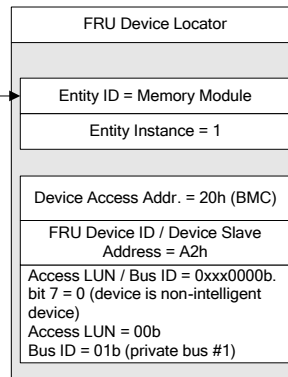 FRU Device Locator
Entity ID = Memory Module
Entity Instance = 1
Device Access Addr. = 20h (BMC)
FRU Device ID / Device Slave
Address = A2h
Access LUN / Bus ID = 0xxx0000b.
bit 7 = 0 (device is non-intelligent
device)
Access LUN = 00b
Bus ID = 01b (private bus #1)